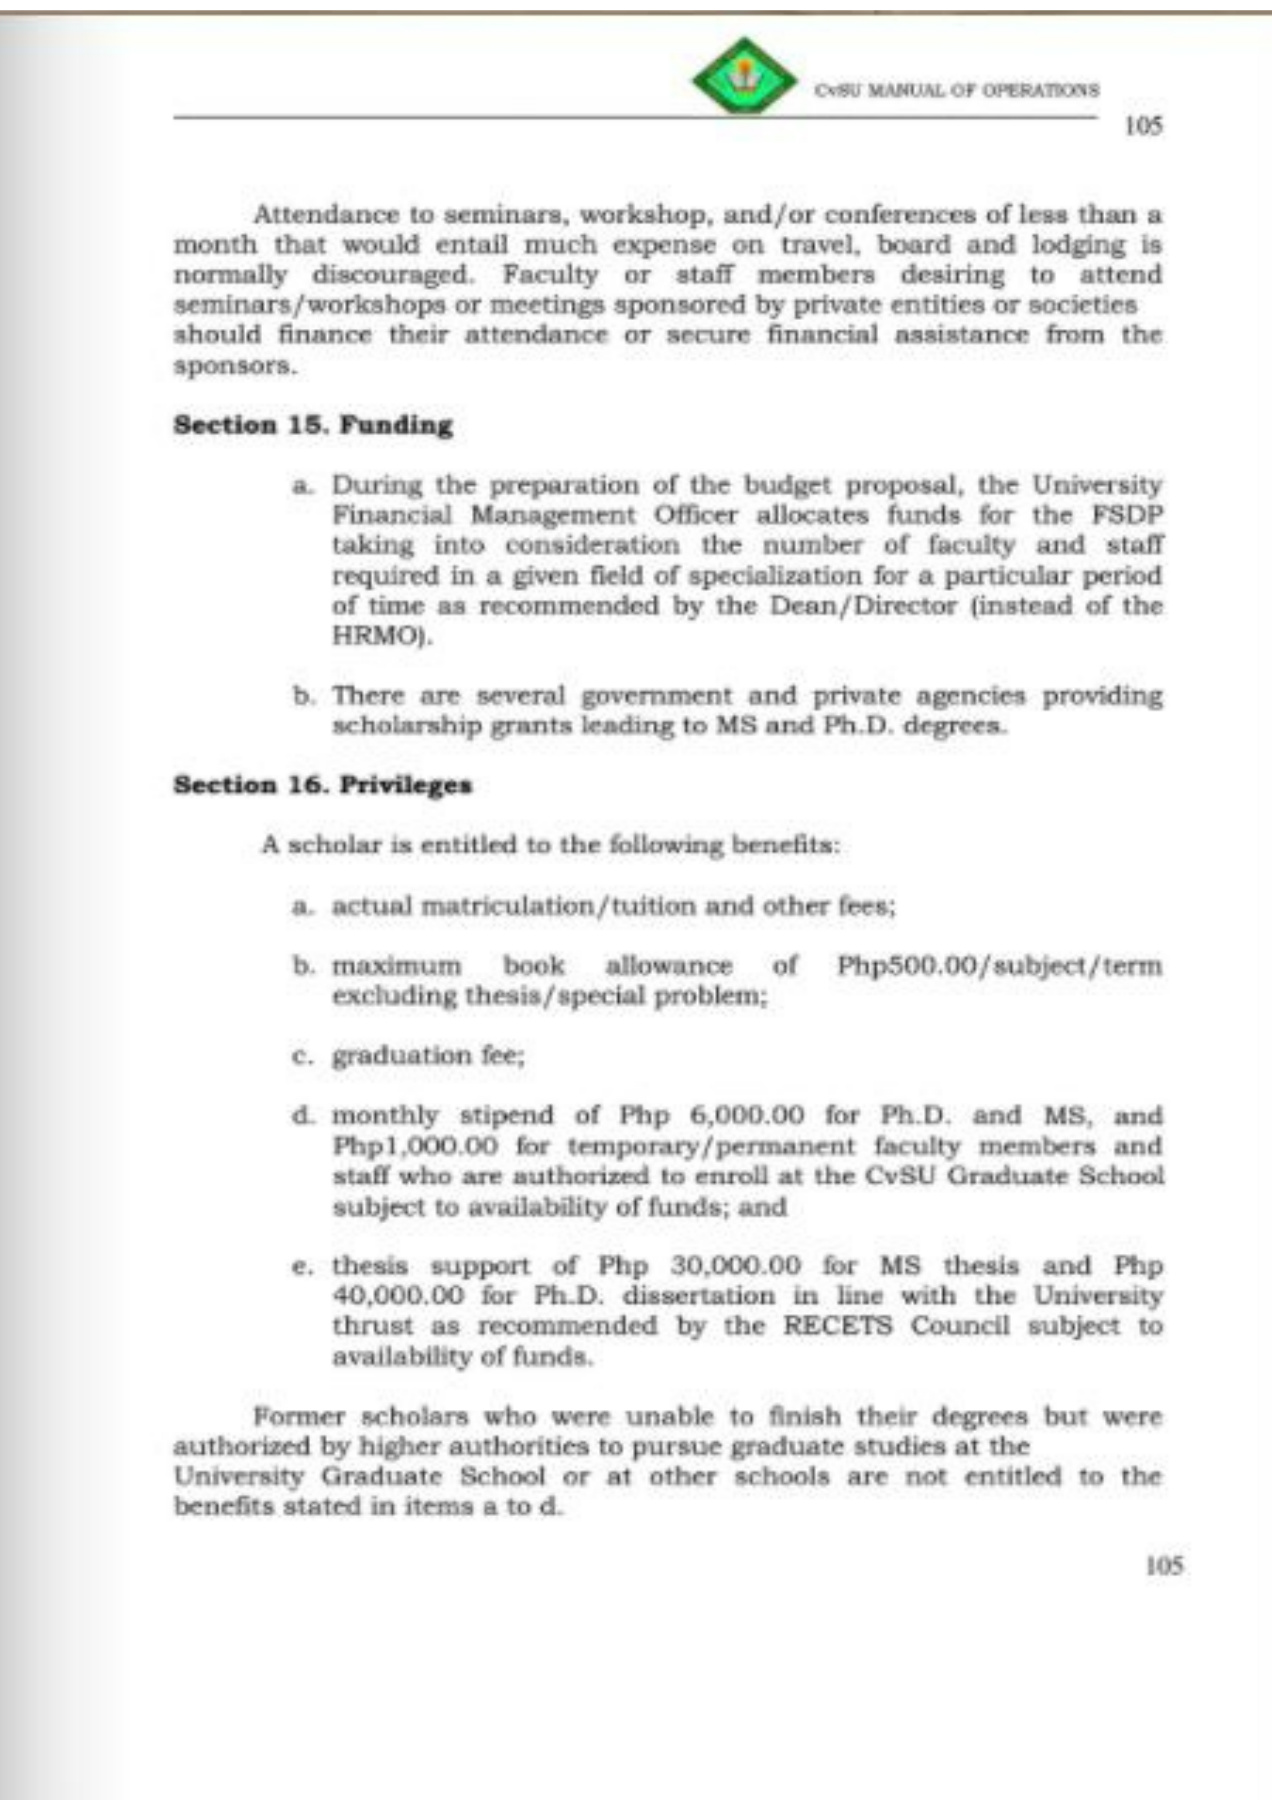 CvSU MANUAL OF OPERATIONS
105
Attendance to seminars, workshop, and/or conferences of less than a
month that would entail much expense on travel, board and lodging is
normally discouraged. Faculty or staff members desiring to attend
seminars/workshops or meetings sponsored by private entities or societies
should finance their attendance or secure financial assistance from the
sponsors.
Section 15. Funding
a. During the preparation of the budget proposal, the University
Financial Management Officer allocates funds for the FSDP
taking into consideration the number of faculty and staff
required in a given field of specialization for a particular period
of time as recommended by the Dean/Director (instead of the
HRMO).
b. There are several government and private agencies providing
scholarship grants leading to MS and Ph.D. degrees.
Section 16. Privileges
A scholar is entitled to the following benefits:
a. actual matriculation/tuition and other fees;
b. maximum book allowance of Php500.00/subject/term
excluding thesis/special problem;
c. graduation fee;
d. monthly stipend of Php 6,000.00 for Ph.D. and MS, and
Php1,000.00 for temporary/permanent faculty members and
staff who are authorized to enroll at the CvSU Graduate School
subject to availability of funds; and
e. thesis support of Php 30,000.00 for MS thesis and Php
40,000.00 for Ph.D. dissertation in line with the University
thrust as recommended by the RECETS Council subject to
availability of funds.
Former scholars who were unable to finish their degrees but were
authorized by higher authorities to pursue graduate studies at the
University Graduate School or at other schools are not entitled to the
benefits stated in items a to d.
105